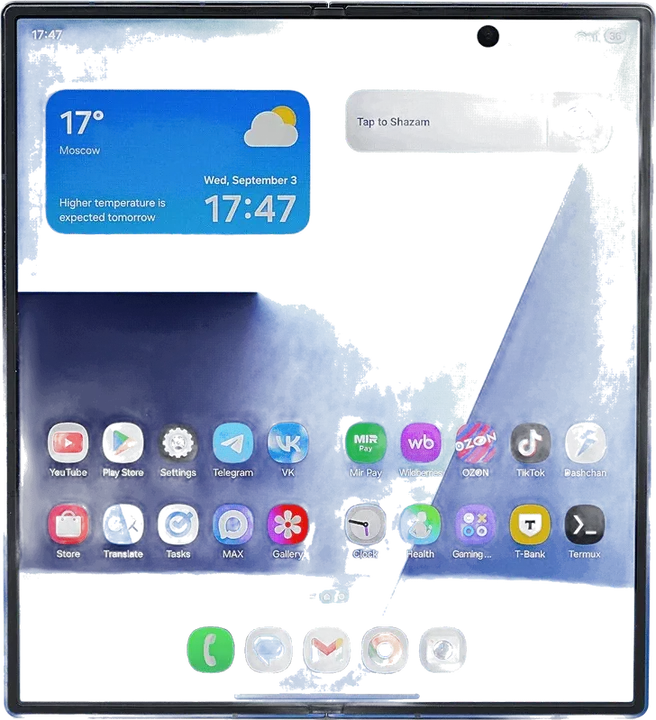 17:47
36
17°
Moscow
Wed, September 3
Higher temperature is
expected tomorrow
17:47
Tap to Shazam
YouTube
Play Store
Settings
Telegram
VK
MIR
Pay
Mir Pay
wb
Wildberries
OZON
OZON
TikTok
Dashchan
Store
Translate
Tasks
MAX
Gallery
Clock
Health
Gaming...
T
T-Bank
Termux